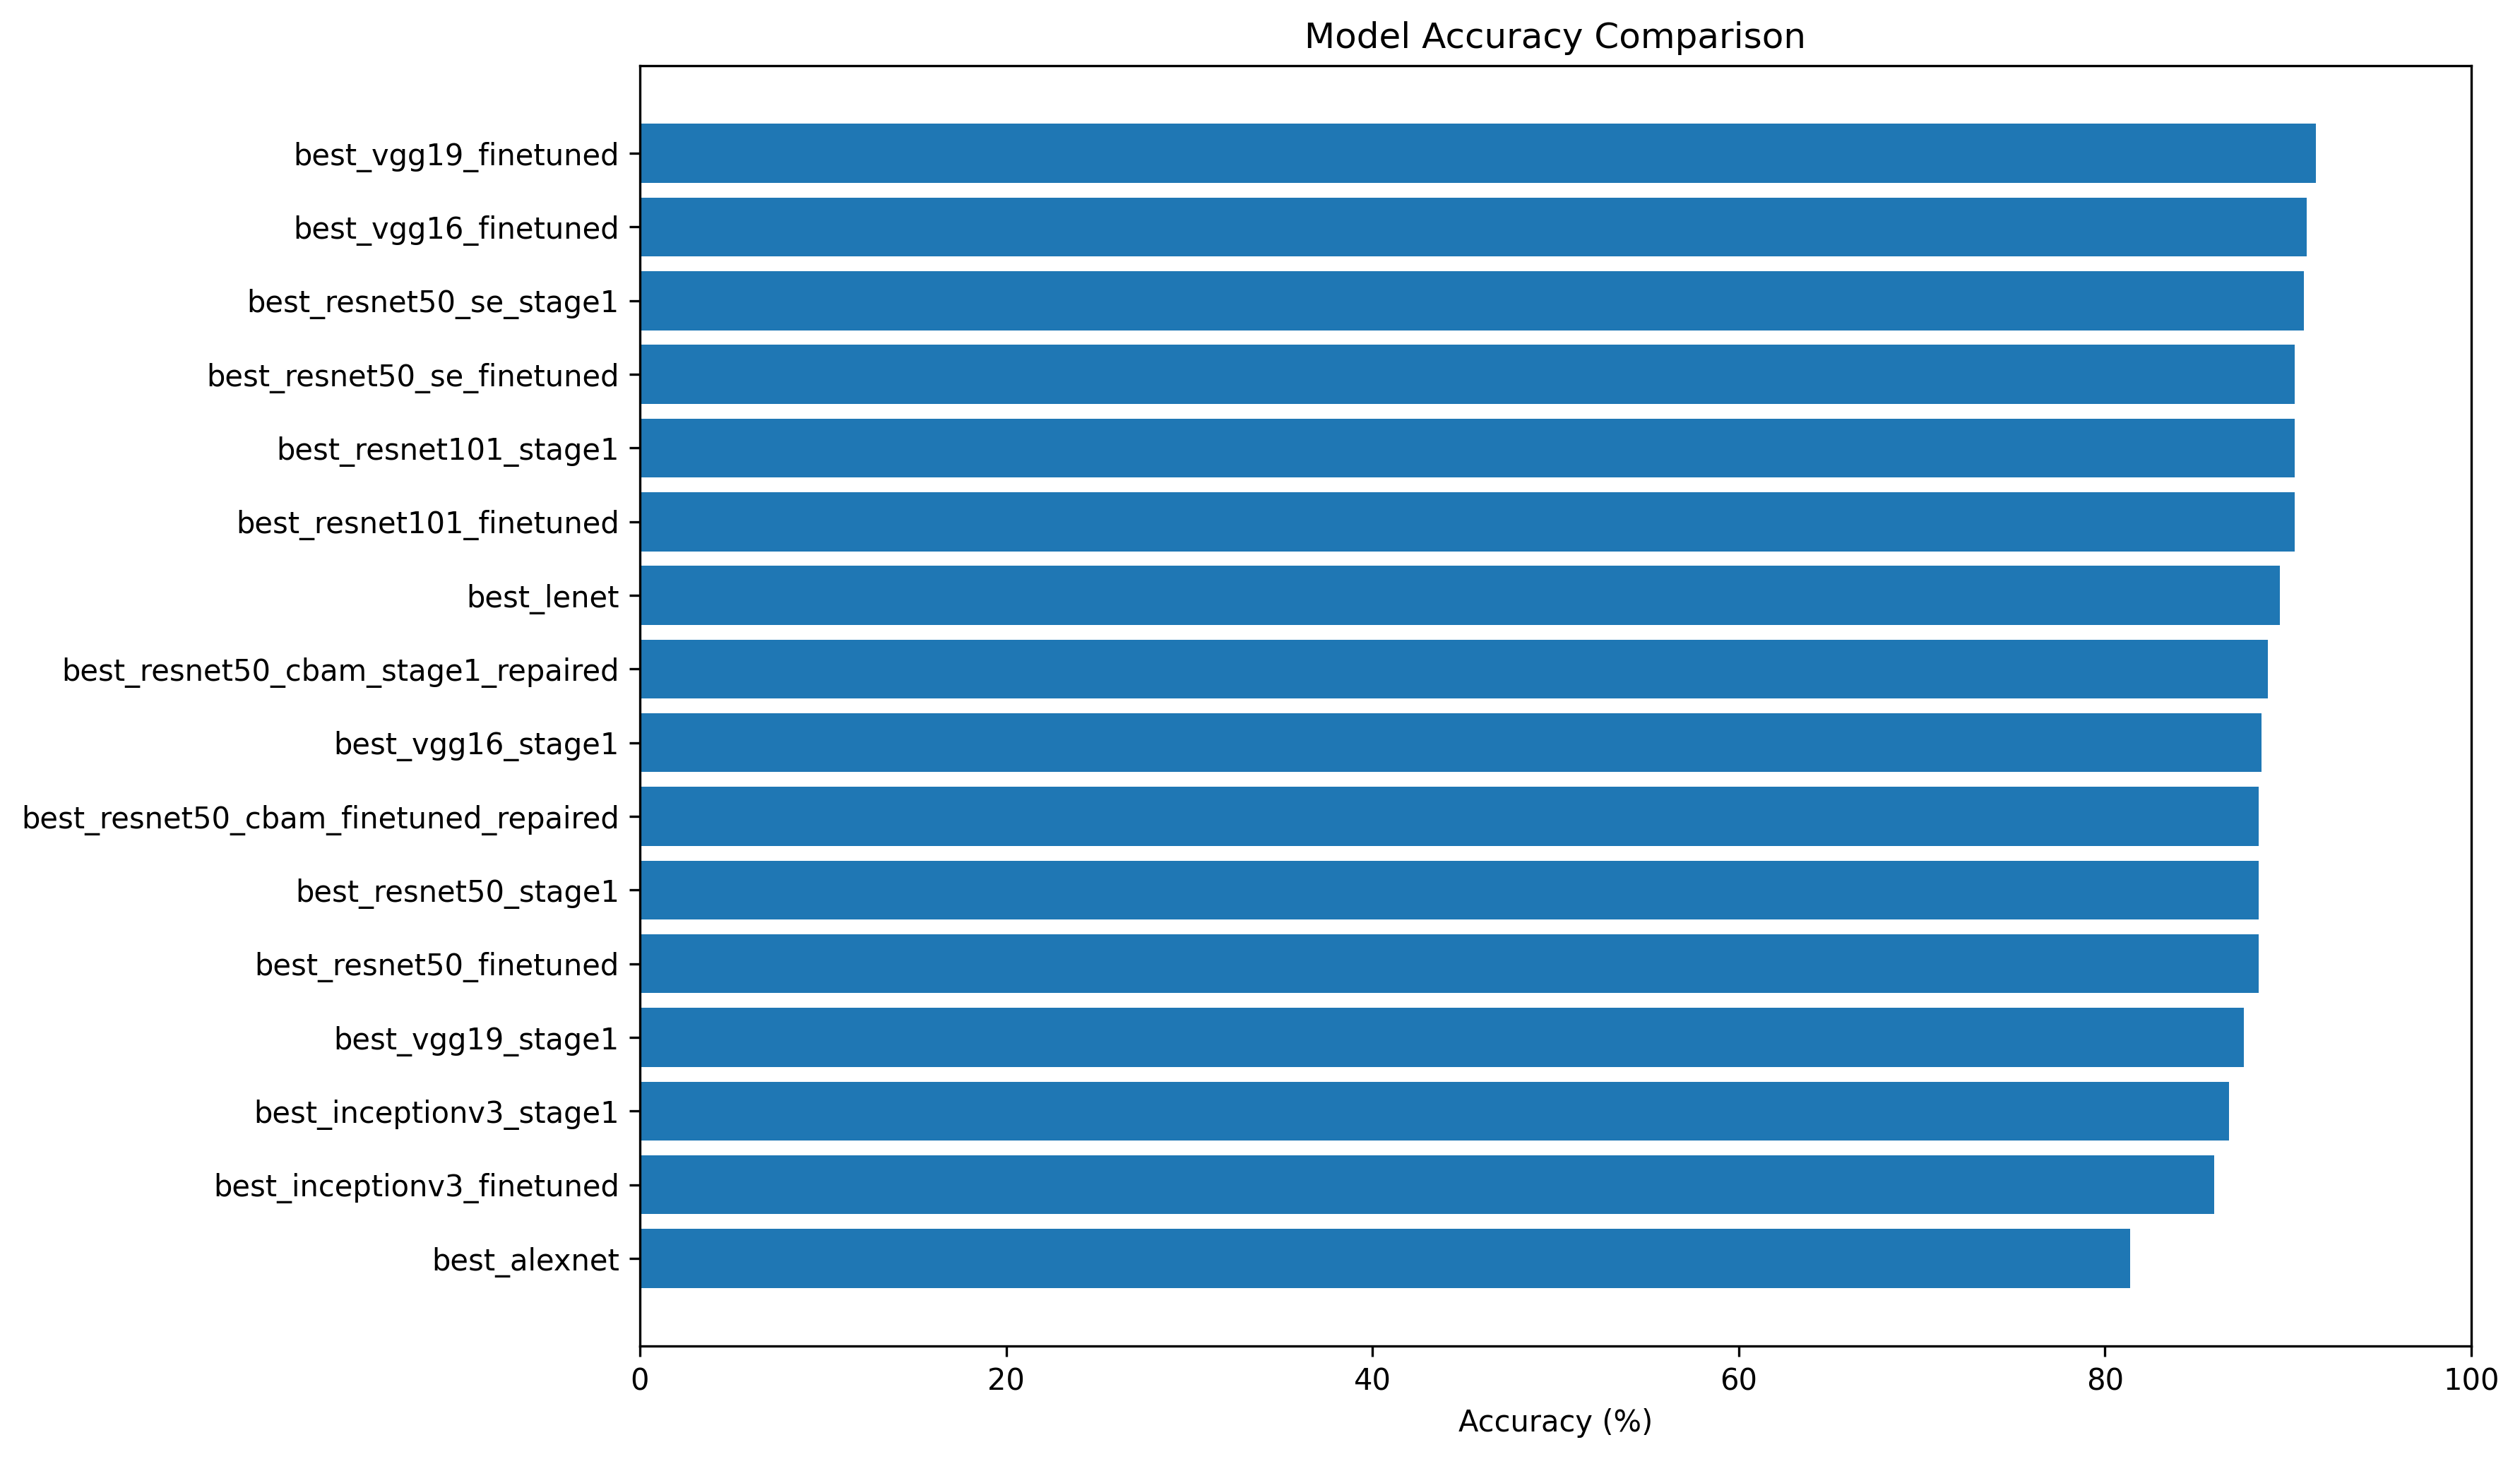 Model Accuracy Comparison
best_vgg19_finetuned
best_vgg16_finetuned
best_resnet50_se_stage1
best_resnet50_se_finetuned
best_resnet101_stage1
best_resnet101_finetuned
best_lenet
best_resnet50_cbam_stage1_repaired
best_vgg16_stage1
best_resnet50_cbam_finetuned_repaired
best_resnet50_stage1
best_resnet50_finetuned
best_vgg19_stage1
best_inceptionv3_stage1
best_inceptionv3_finetuned
best_alexnet
0 20 40 60 80 100
Accuracy (%)